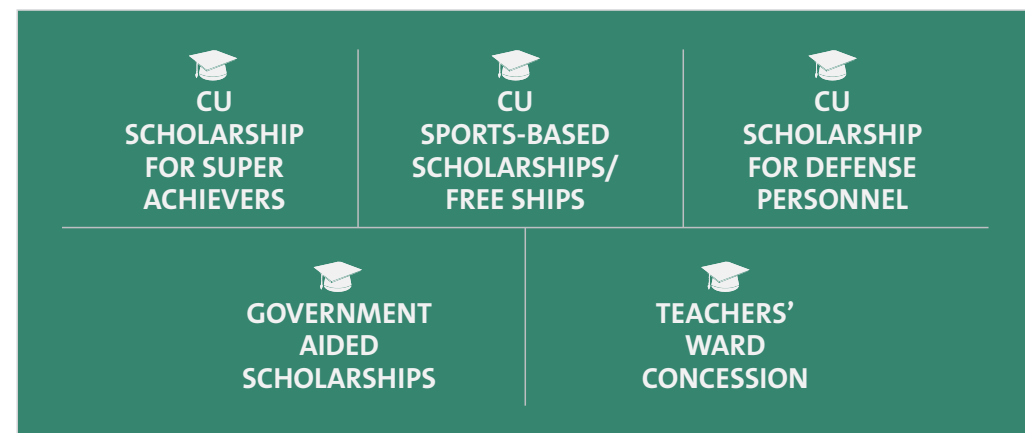 CU
SCHOLARSHIP
FOR SUPER
ACHIEVERS
CU
SPORTS-BASED
SCHOLARSHIPS/
FREE SHIPS
CU
SCHOLARSHIP
FOR DEFENSE
PERSONNEL
GOVERNMENT
AIDED
SCHOLARSHIPS
TEACHERS’
WARD
CONCESSION